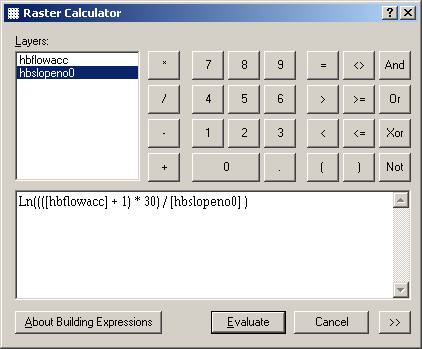 Raster Calculator
Layers:
hbflowacc
hbslopeno0
* 7 8 9 = <> And
/ 4 5 6 > >= Or
- 1 2 3 < <= Xor
+ 0 . ( ) Not
Ln((([hbflowacc] + 1) * 30) / [hbslopeno0] )
About Building Expressions Evaluate Cancel >>